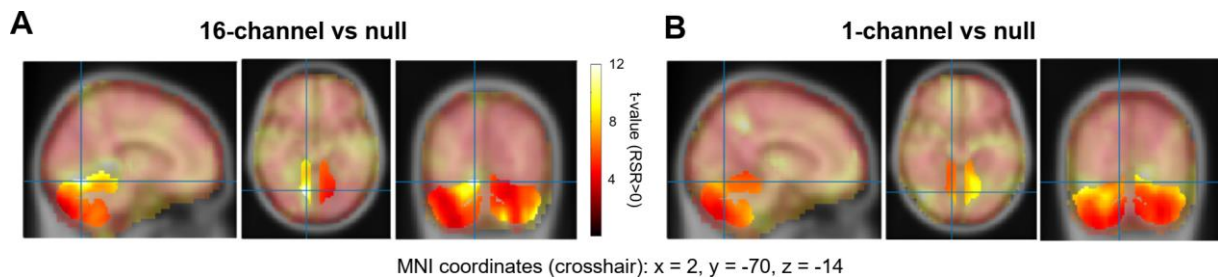 A
16-channel vs null
B
1-channel vs null
12
8
4
t-value (RSR>0)
MNI coordinates (crosshair): x = 2, y = -70, z = -14